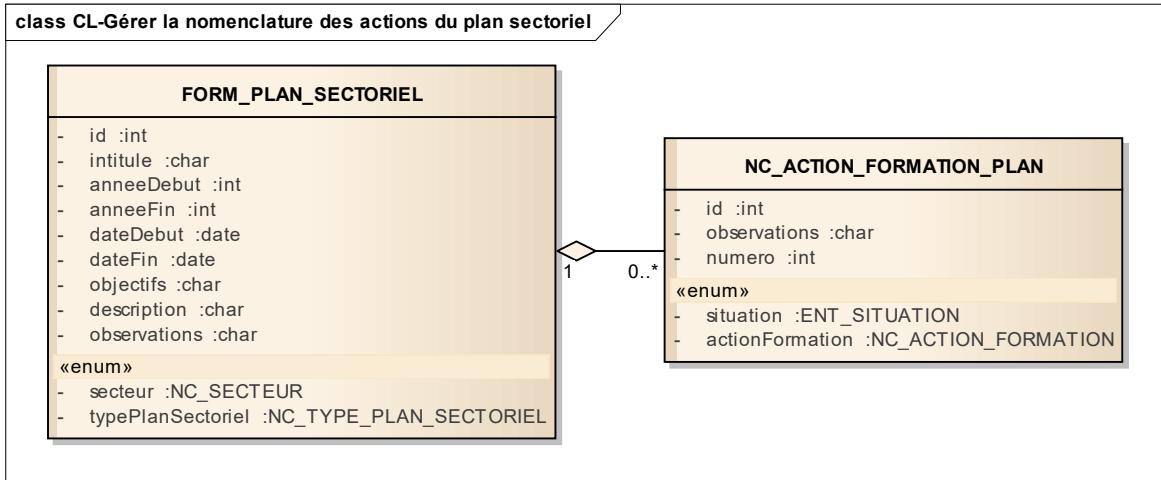 class CL-Gérer la nomenclature des actions du plan sectoriel
FORM_PLAN_SECTORIEL
- id :int
- intitule :char
- anneeDebut :int
- anneeFin :int
- dateDebut :date
- dateFin :date
- objectifs :char
- description :char
- observations :char
«enum»
- secteur :NC_SECTEUR
- typePlanSectoriel :NC_TYPE_PLAN_SECTORIEL
1
0..*
NC_ACTION_FORMATION_PLAN
- id :int
- observations :char
- numero :int
«enum»
- situation :ENT_SITUATION
- actionFormation :NC_ACTION_FORMATION